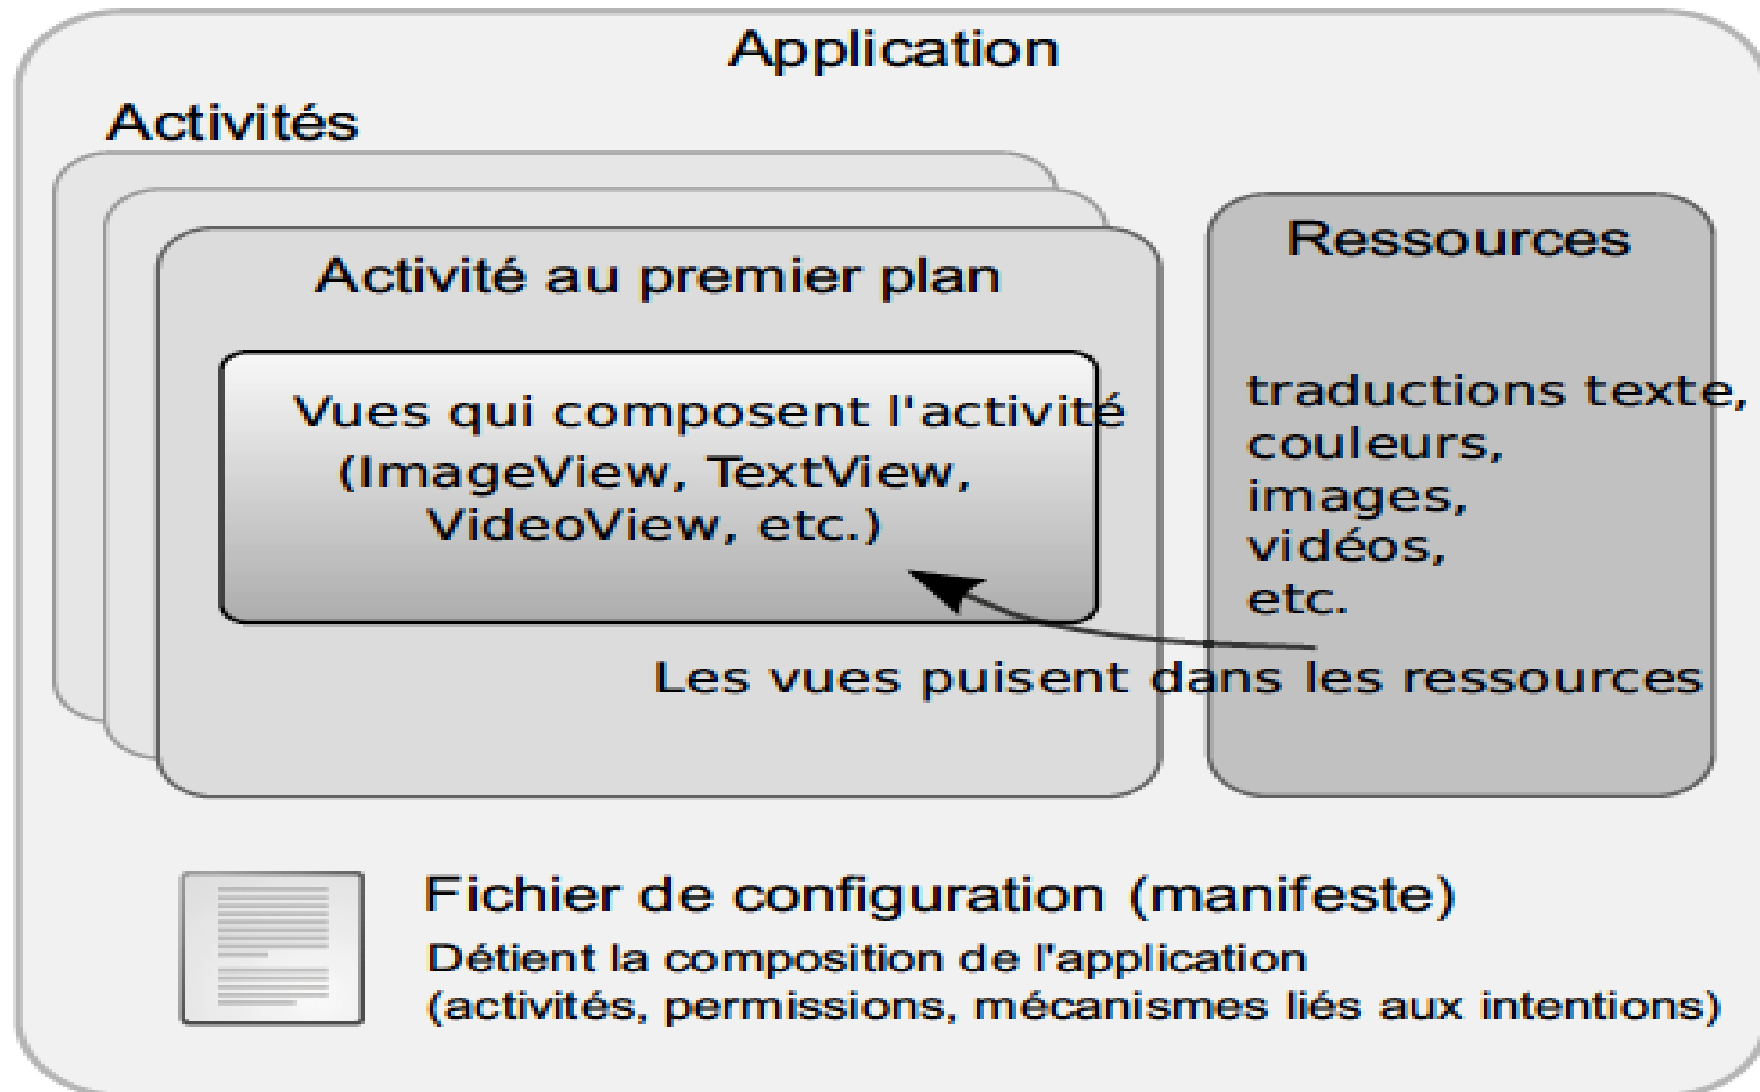 Application
Activités
Activité au premier plan
Vues qui composent l'activité
(ImageView, TextView,
VideoView, etc.)
Ressources
traductions texte,
couleurs,
images,
vidéos,
etc.
Les vues puisent dans les ressources
Fichier de configuration (manifeste)
Détient la composition de l'application
(activités, permissions, mécanismes liés aux intentions)